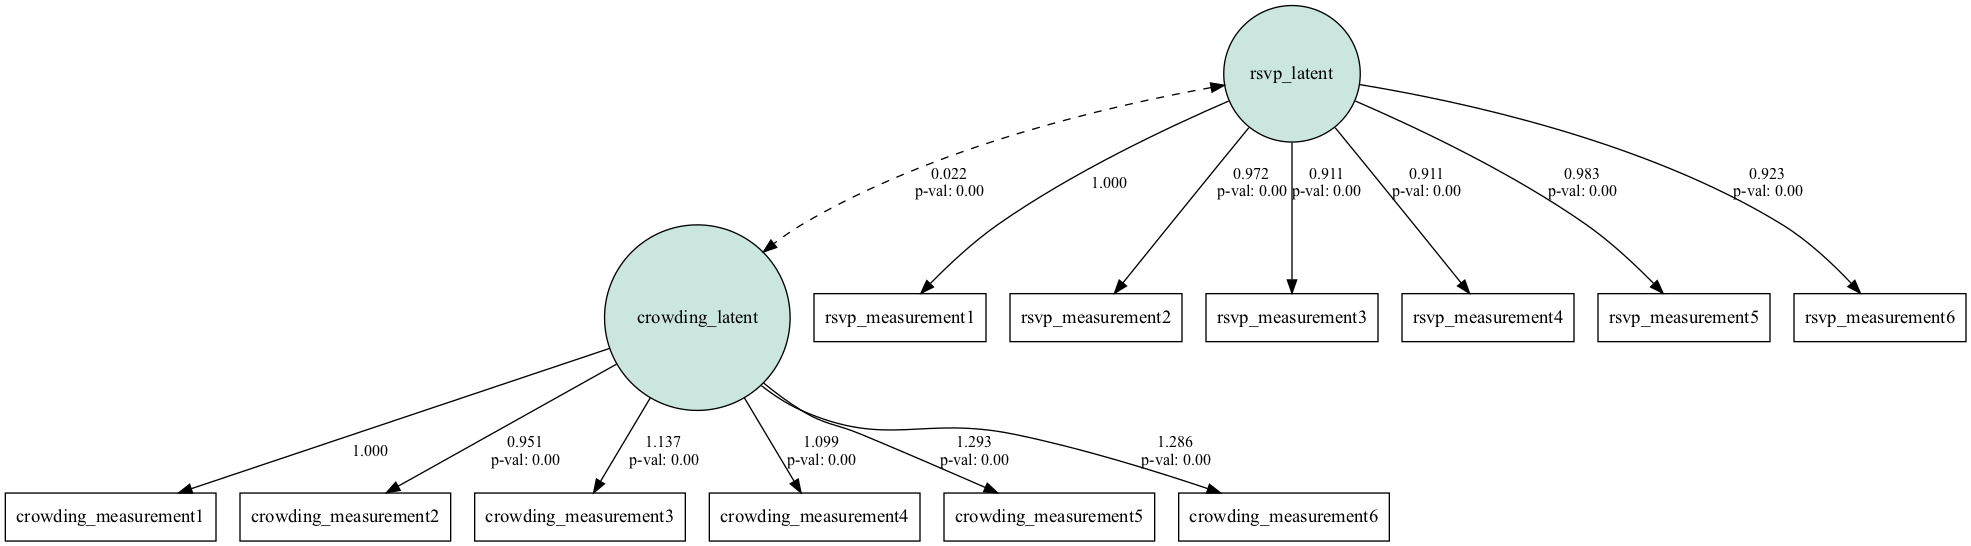 rsvp_latent
0.022
p-val: 0.00
1.000
0.972
p-val: 0.00
0.911
p-val: 0.00
0.911
p-val: 0.00
0.983
p-val: 0.00
0.923
p-val: 0.00
crowding_latent
rsvp_measurement1
rsvp_measurement2
rsvp_measurement3
rsvp_measurement4
rsvp_measurement5
rsvp_measurement6
1.000
0.951
p-val: 0.00
1.137
p-val: 0.00
1.099
p-val: 0.00
1.293
p-val: 0.00
1.286
p-val: 0.00
crowding_measurement1
crowding_measurement2
crowding_measurement3
crowding_measurement4
crowding_measurement5
crowding_measurement6